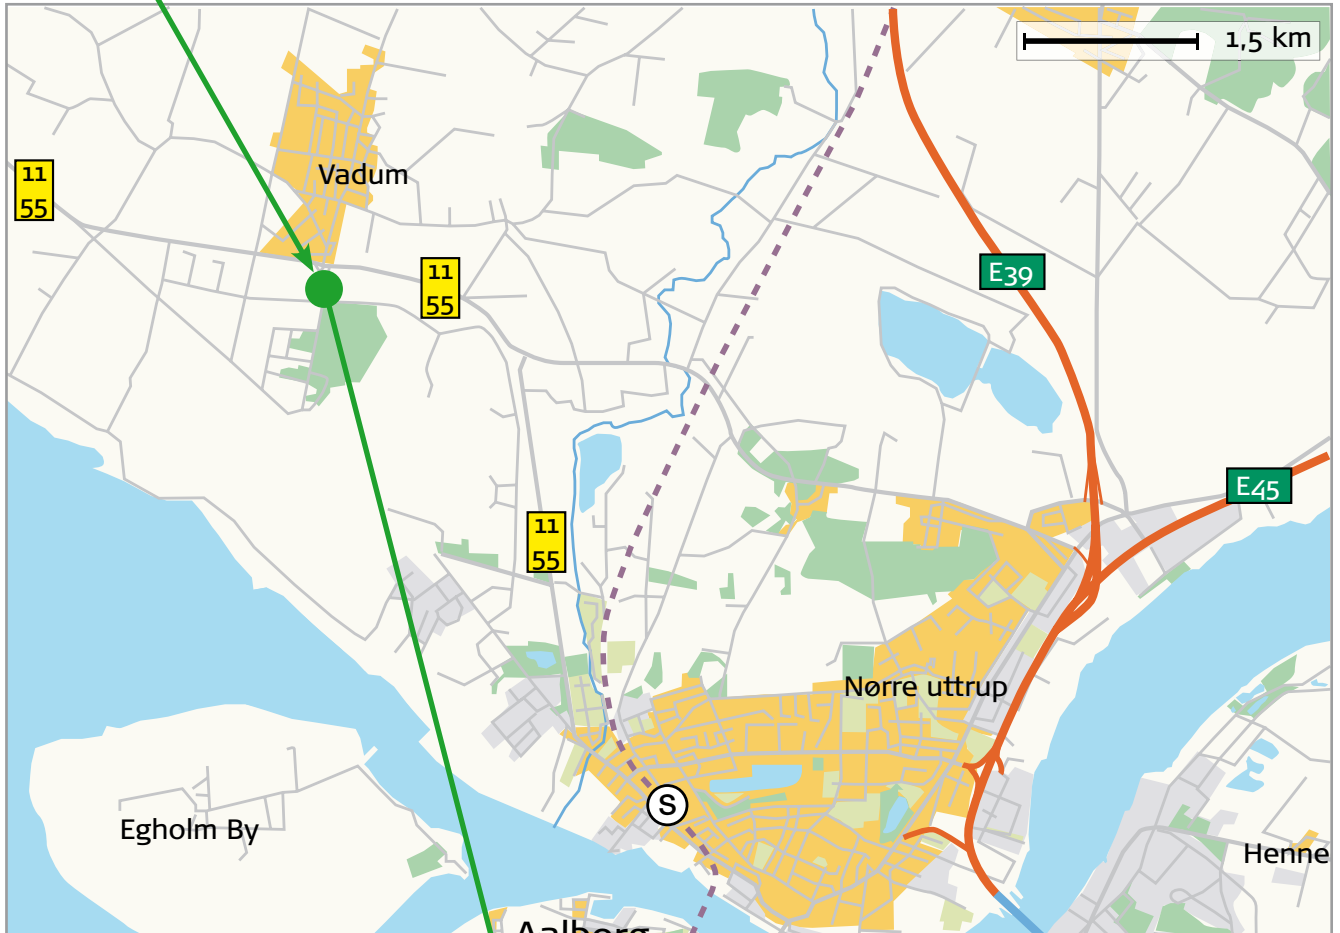 1,5 km
11
55
Vadum
11
55
E39
E45
11
55
Nørre uttrup
S
Egholm By
Henne
Aalborg